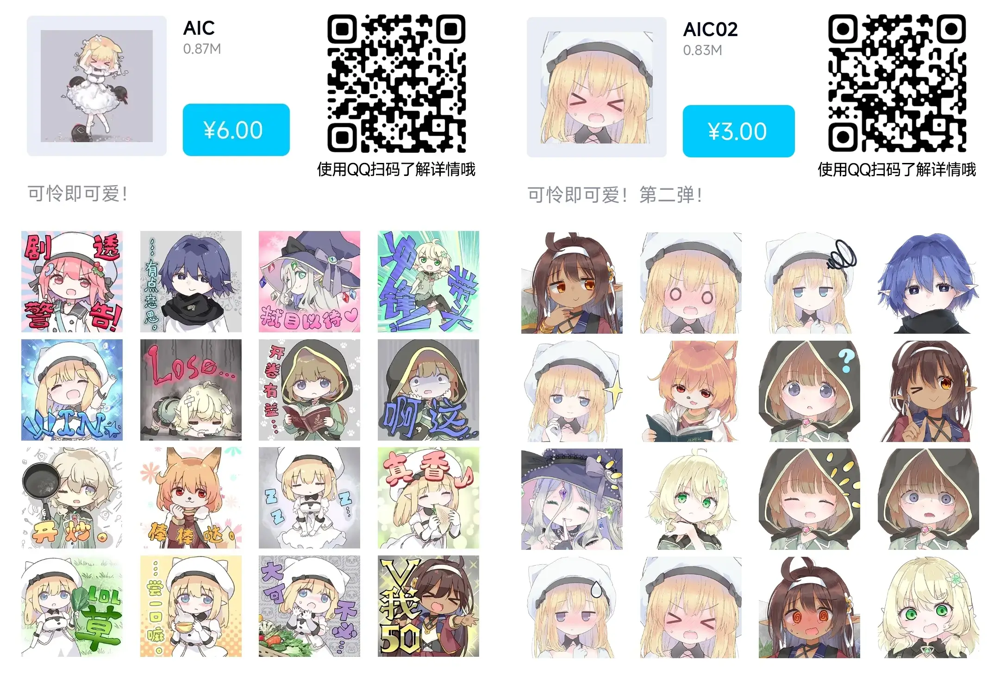 AIC
0.87M
¥6.00
使用QQ扫码了解详情哦
可怜即可爱！
AIC02
0.83M
¥3.00
使用QQ扫码了解详情哦
可怜即可爱！第二弹！
剧透
警告!
...有点意思。
拭目以待♡
冲锋!!
带头
WIN
Lose...
开卷有益...
啊这...
开炒。
棒棒哒。
z
z
z...
真香♪
LOL
草
...尝一口嘛。
大可
不必...
V我50
?